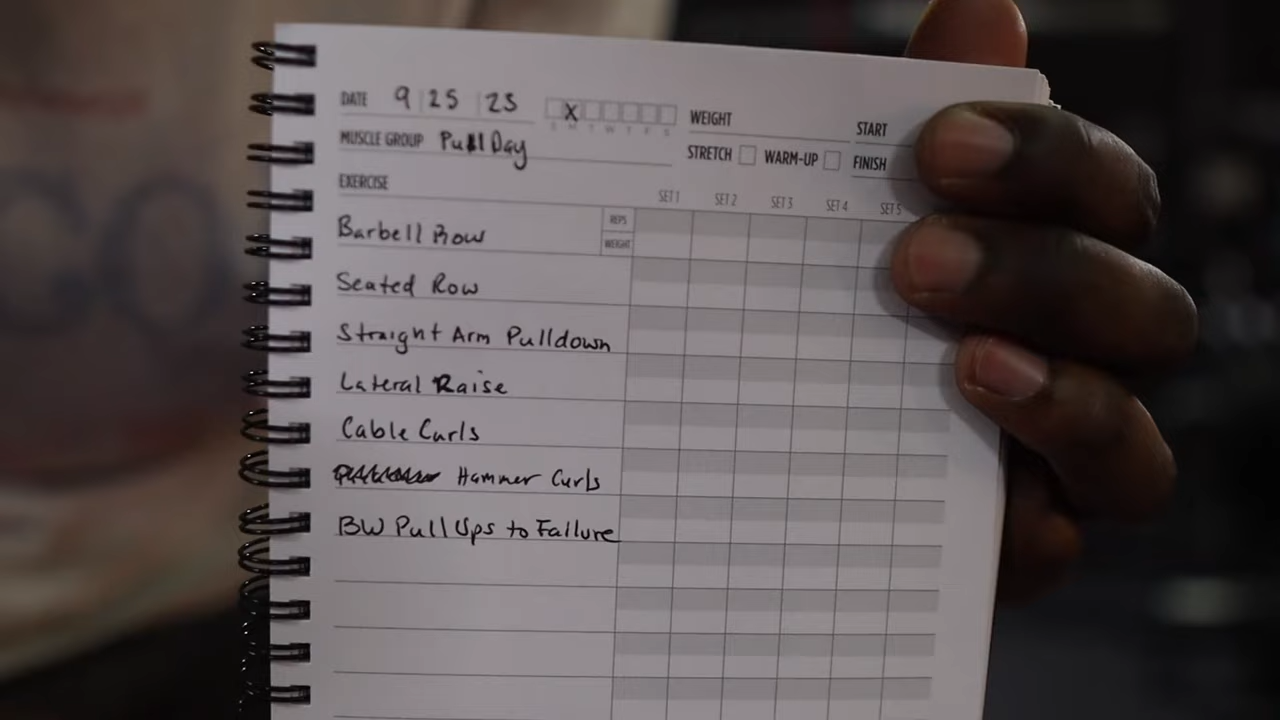 DATE 9 | 25 | 23 X WEIGHT START
S M T W T F S
MUSCLE GROUP Pull Day STRETCH WARM-UP FINISH
EXERCISE SET 1 SET 2 SET 3 SET 4 SET 5
Barbell Row REPS
WEIGHT
Seated Row
Straight Arm Pulldown
Lateral Raise
Cable Curls
Hammer Curls
BW Pull Ups to Failure